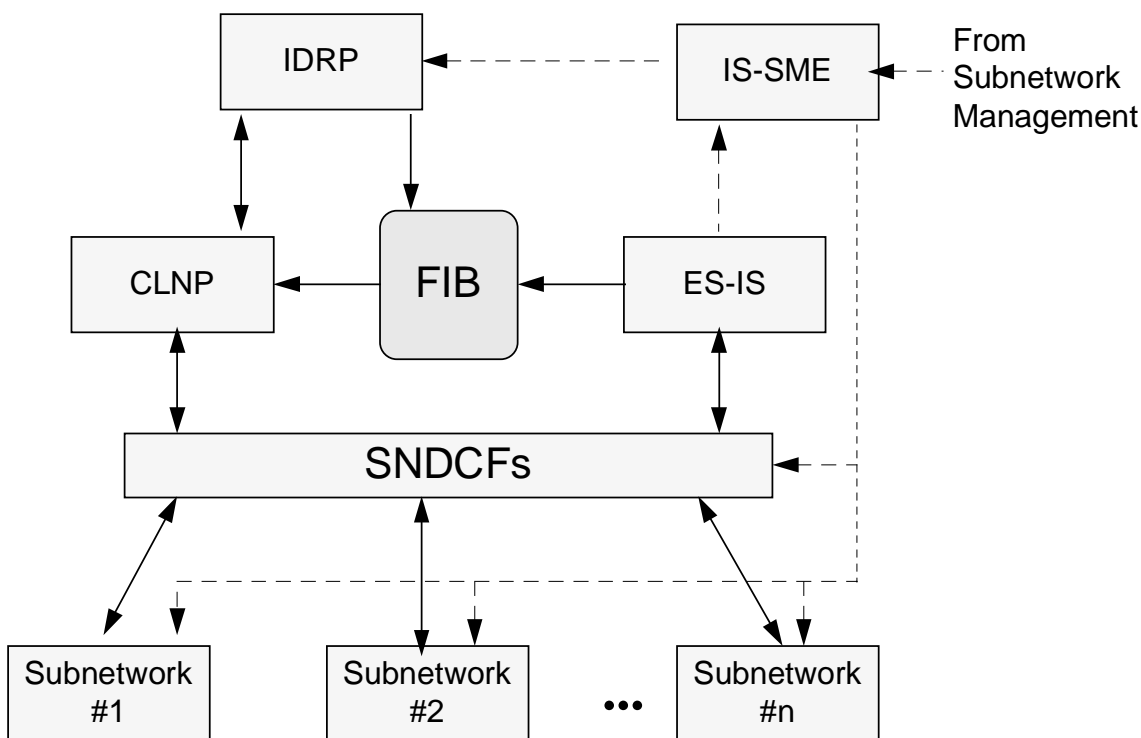 IDRP
IS-SME
From
Subnetwork
Management
CLNP
FIB
ES-IS
SNDCFs
Subnetwork
#1
Subnetwork
#2
•••
Subnetwork
#n